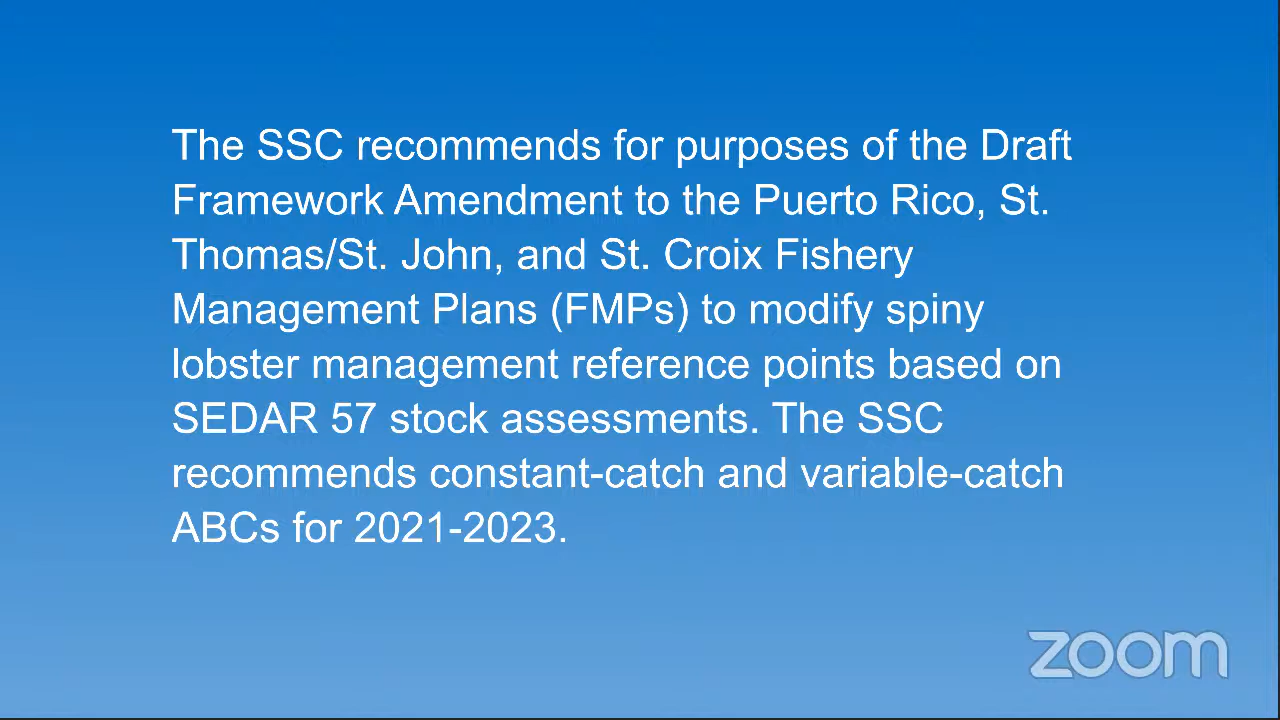 The SSC recommends for purposes of the Draft
Framework Amendment to the Puerto Rico, St.
Thomas/St. John, and St. Croix Fishery
Management Plans (FMPs) to modify spiny
lobster management reference points based on
SEDAR 57 stock assessments. The SSC
recommends constant-catch and variable-catch
ABCs for 2021-2023.
zoom